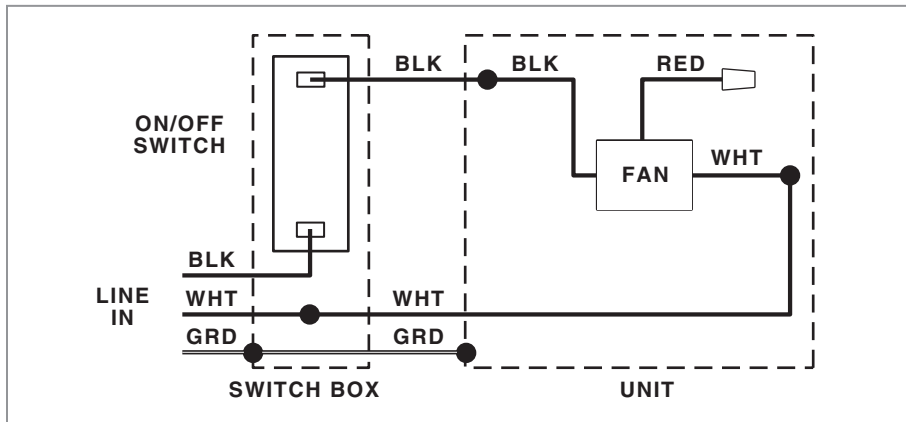 BLK
BLK
RED
ON/OFF
SWITCH
FAN
WHT
BLK
LINE
IN
WHT
WHT
GRD
GRD
SWITCH BOX
UNIT